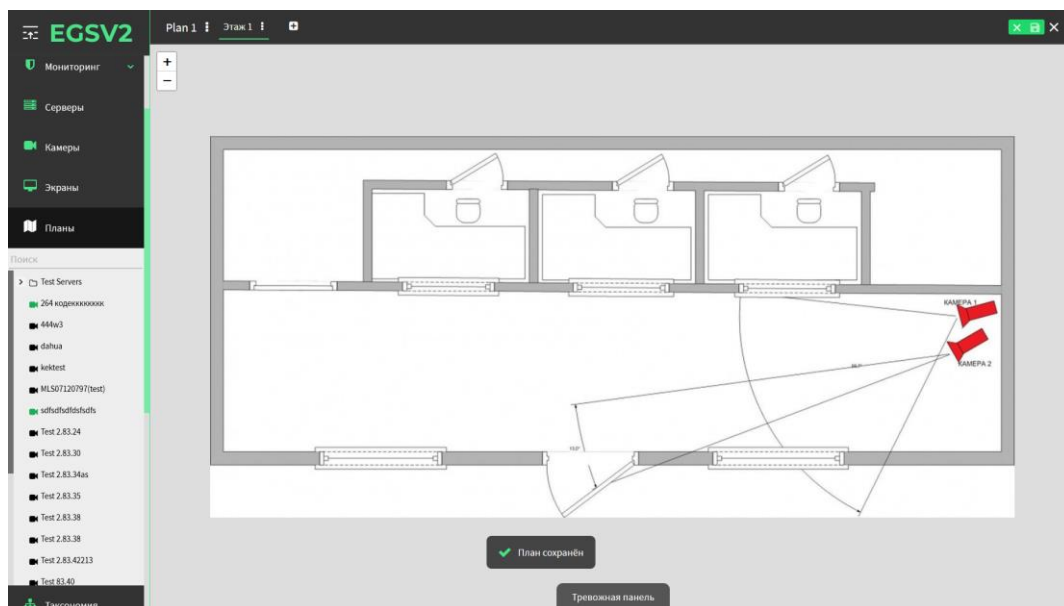 EGSV2
Plan 1
Этаж 1
Мониторинг
Серверы
Камеры
Экраны
Планы
Поиск
Test Servers
264 кодеккккккккк
444w3
dahua
kektest
MLS07120797(test)
sdfsdfsdfdsfsdfs
Test 2.83.24
Test 2.83.30
Test 2.83.34as
Test 2.83.35
Test 2.83.38
Test 2.83.38
Test 2.83.42213
Test 83.40
Таксономия
+
−
КАМЕРА 1
КАМЕРА 2
План сохранён
Тревожная панель